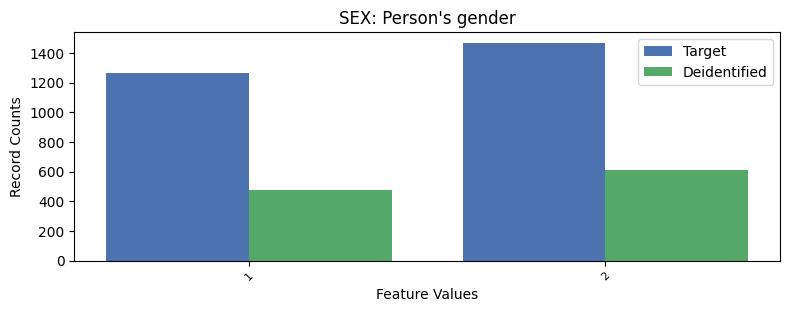 SEX: Person's gender
Target
Deidentified
Record Counts
1400
1200
1000
800
600
400
200
0
1
2
Feature Values